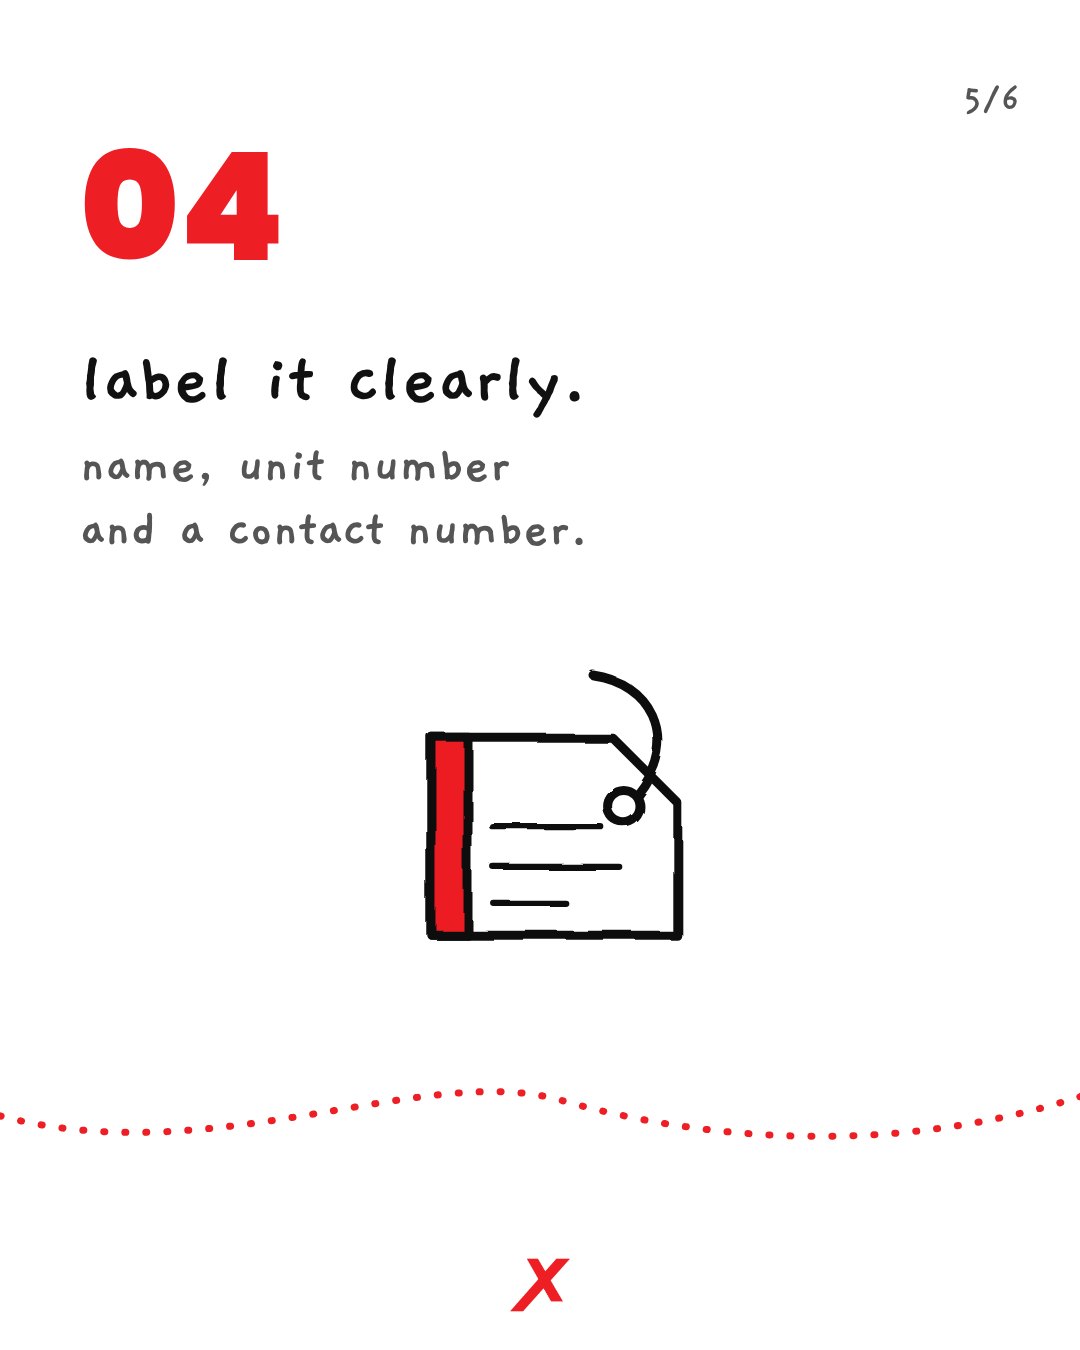 5/6
04
label it clearly.
name, unit number
and a contact number.
X